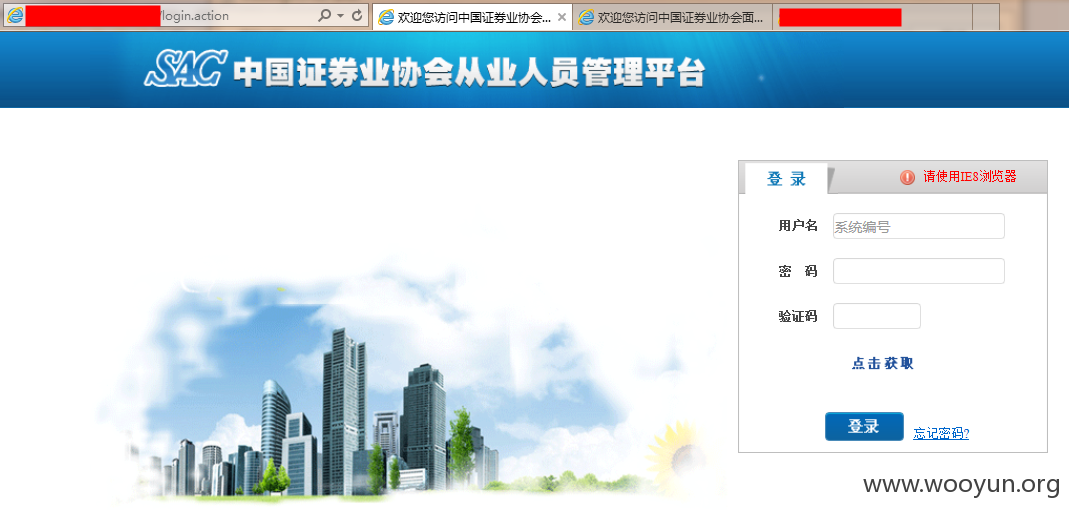 /login.action
欢迎您访问中国证券业协会...
欢迎您访问中国证券业协会面...
SAC 中国证券业协会从业人员管理平台
登录
请使用IE8浏览器
用户名 系统编号
密 码
验证码
点击获取
登录 忘记密码?
www.wooyun.org